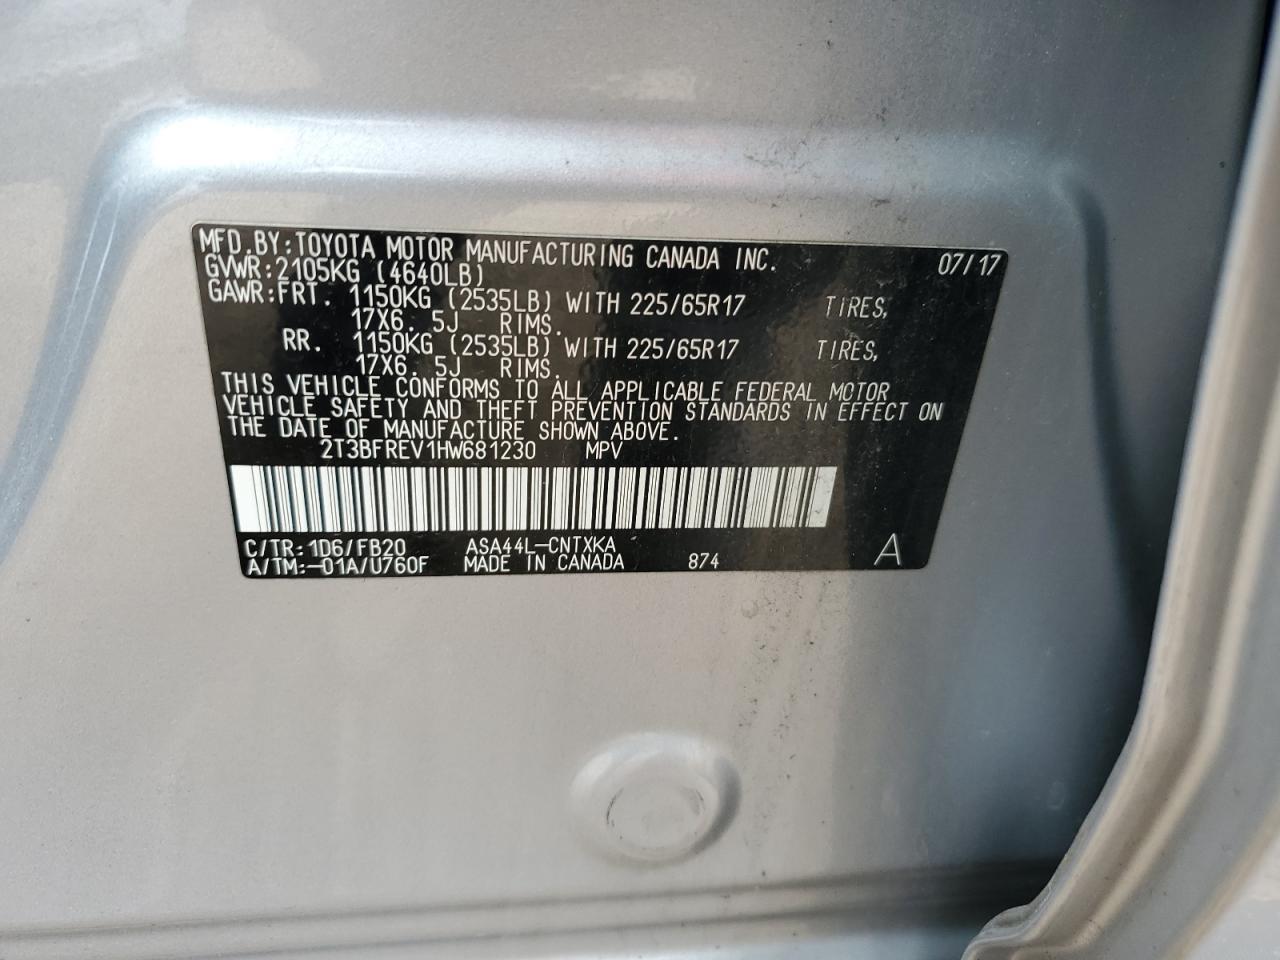 MFD.BY:TOYOTA MOTOR MANUFACTURING CANADA INC. 07/17
GVWR:2105KG (4640LB)
GAWR:FRT. 1150KG (2535LB) WITH 225/65R17 TIRES,
17X6. 5J RIMS.
RR. 1150KG (2535LB) WITH 225/65R17 TIRES,
17X6. 5J RIMS.
THIS VEHICLE CONFORMS TO ALL APPLICABLE FEDERAL MOTOR
VEHICLE SAFETY AND THEFT PREVENTION STANDARDS IN EFFECT ON
THE DATE OF MANUFACTURE SHOWN ABOVE.
2T3BFREV1HW681230 MPV
C/TR:1D6/FB20 ASA44L-CNTXKA
A/TM:-01A/U760F MADE IN CANADA 874 A